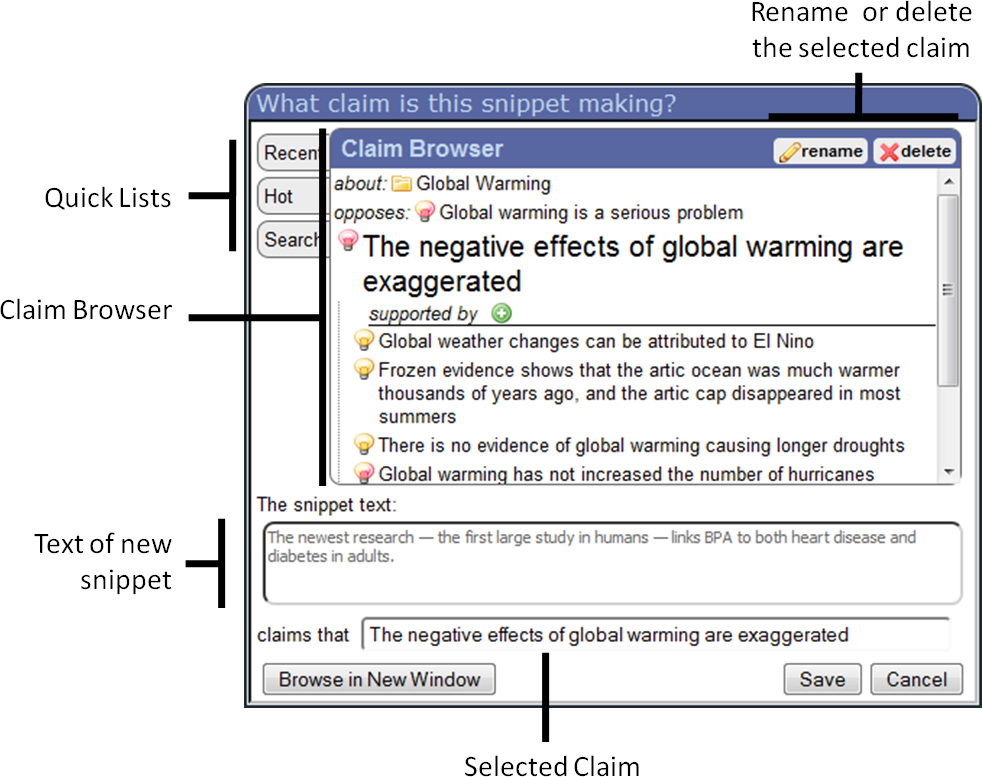 Rename or delete
the selected claim
What claim is this snippet making?
Quick Lists
Recent
Hot
Search
Claim Browser
rename
delete
about: Global Warming
opposes: Global warming is a serious problem
The negative effects of global warming are
exaggerated
supported by
Global weather changes can be attributed to El Nino
Frozen evidence shows that the artic ocean was much warmer
thousands of years ago, and the artic cap disappeared in most
summers
There is no evidence of global warming causing longer droughts
Global warming has not increased the number of hurricanes
Claim Browser
The snippet text:
Text of new
snippet
The newest research — the first large study in humans — links BPA to both heart disease and
diabetes in adults.
claims that The negative effects of global warming are exaggerated
Browse in New Window
Save
Cancel
Selected Claim